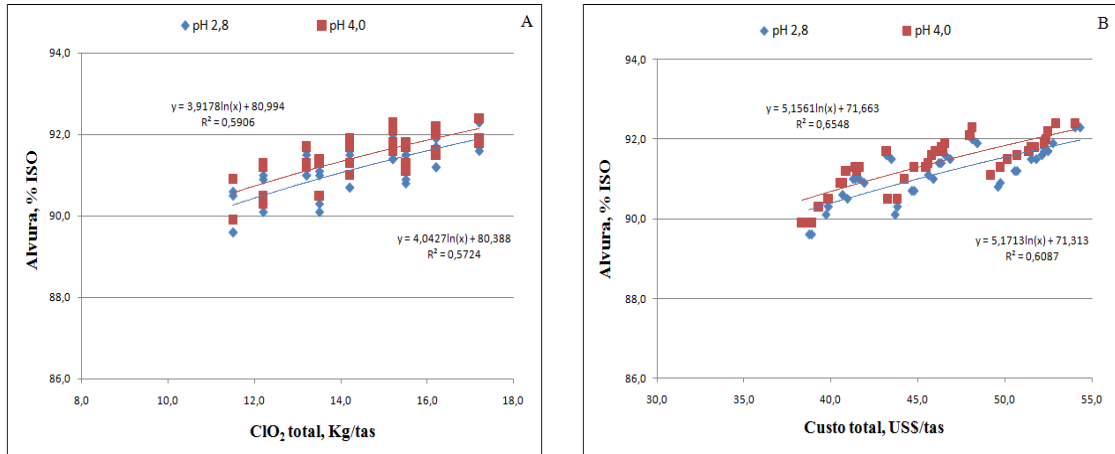 A
pH 2,8 pH 4,0
94,0
92,0
90,0
88,0
86,0
Alvura, % ISO
y = 3,9178ln(x) + 80,994
R² = 0,5906
y = 4,0427ln(x) + 80,388
R² = 0,5724
8,0 10,0 12,0 14,0 16,0 18,0
ClO₂ total, Kg/tas
B
pH 2,8 pH 4,0
94,0
92,0
90,0
88,0
86,0
Alvura, % ISO
y = 5,1561ln(x) + 71,663
R² = 0,6548
y = 5,1713ln(x) + 71,313
R² = 0,6087
30,0 35,0 40,0 45,0 50,0 55,0
Custo total, US$/tas